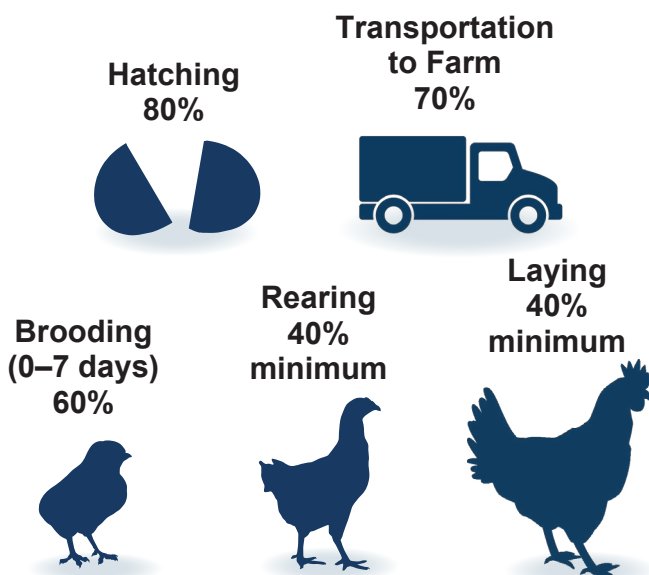 Hatching
80%
Transportation
to Farm
70%
Brooding
(0–7 days)
60%
Rearing
40%
minimum
Laying
40%
minimum